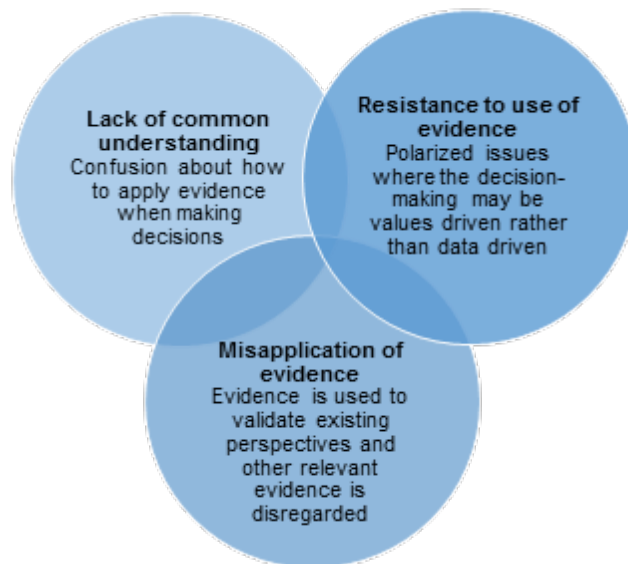 Lack of common
understanding
Confusion about how
to apply evidence
when making
decisions
Resistance to use of
evidence
Polarized issues
where the decision-
making may be
values driven rather
than data driven
Misapplication of
evidence
Evidence is used to
validate existing
perspectives and
other relevant
evidence is
disregarded